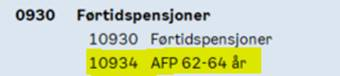 0930 Førtidspensjoner
10930 Førtidspensjoner
10934 AFP 62-64 år